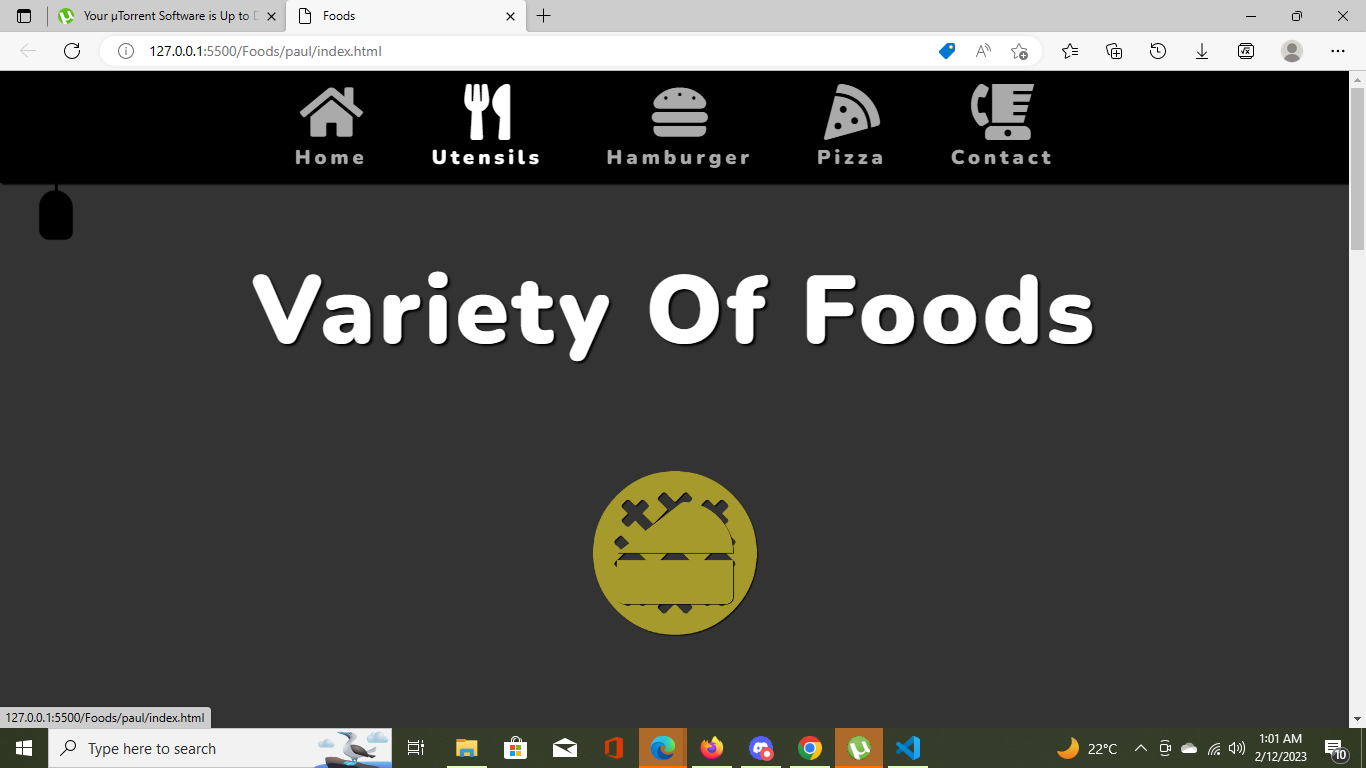 Your µTorrent Software is Up to D
Foods
127.0.0.1:5500/Foods/paul/index.html
Home
Utensils
Hamburger
Pizza
Contact
Variety Of Foods
127.0.0.1:5500/Foods/paul/index.html
Type here to search
22°C
1:01 AM
2/12/2023
10